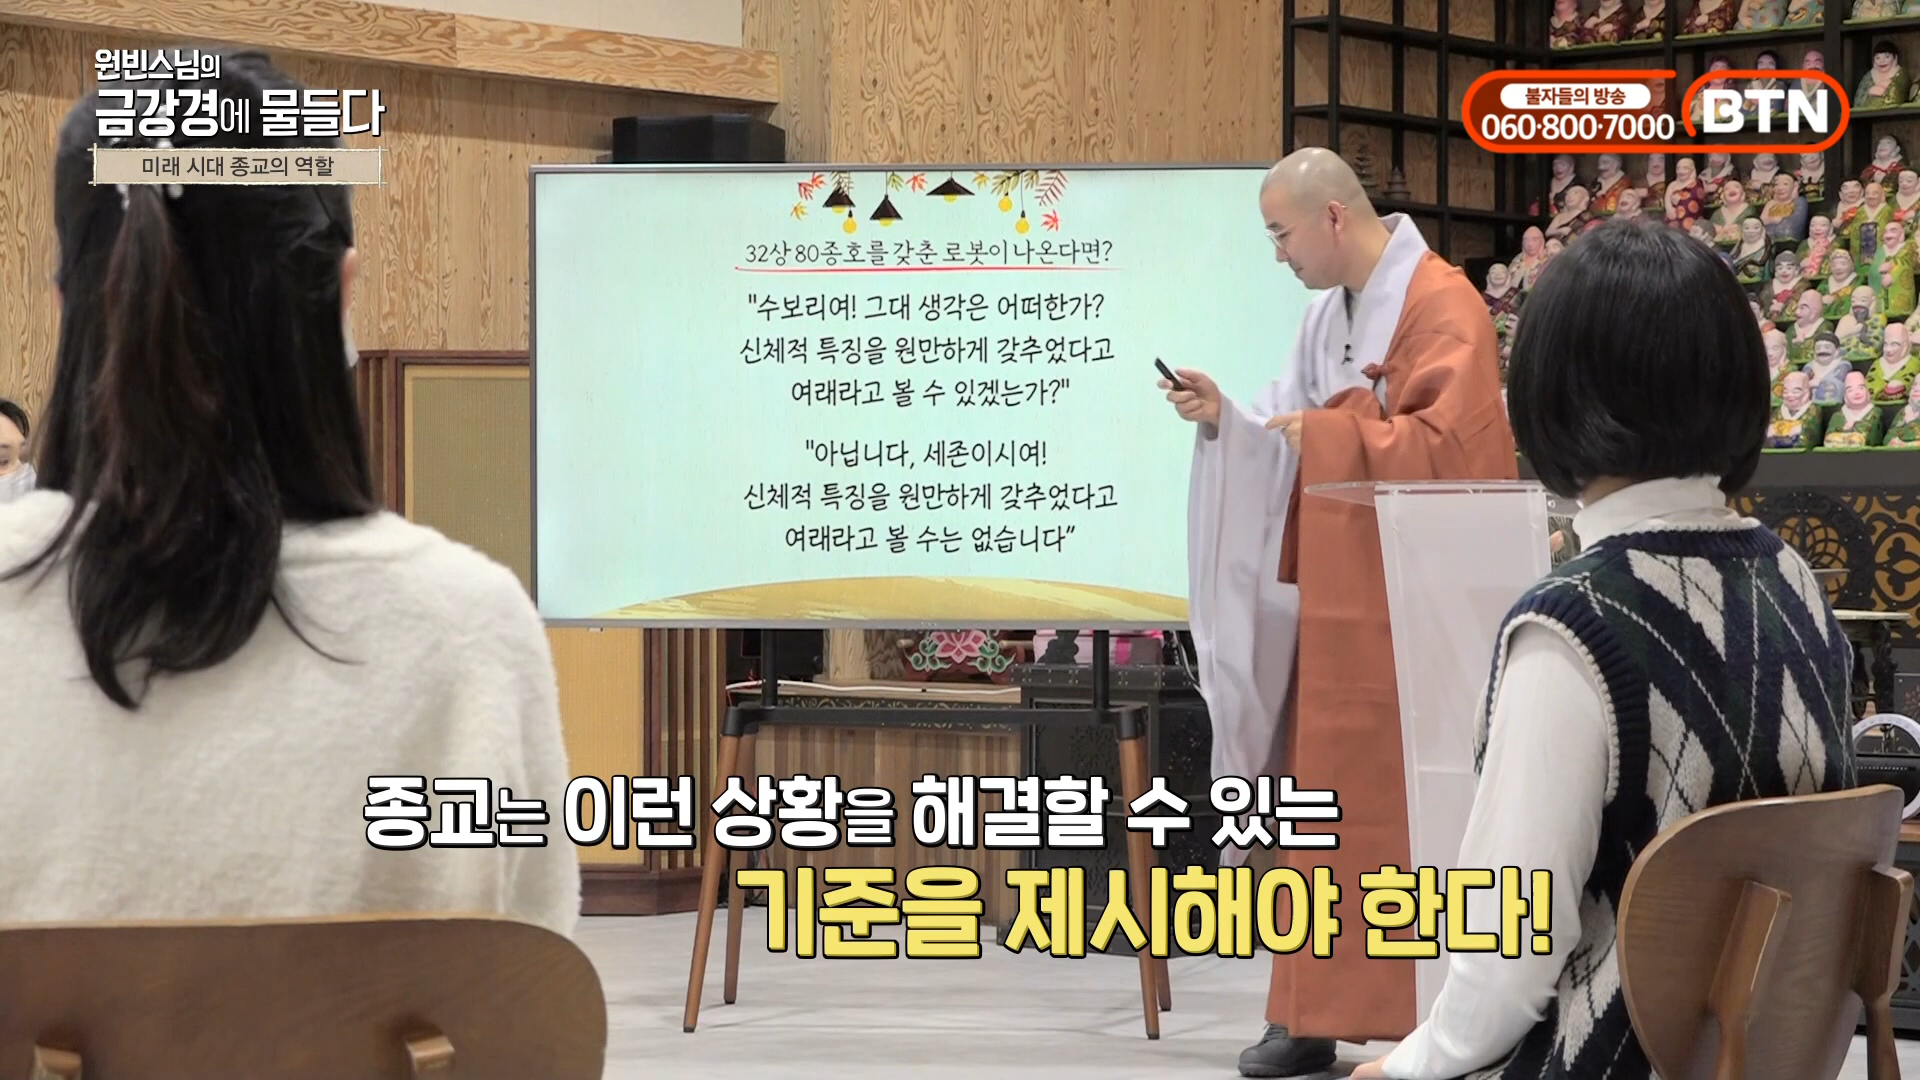 원빈스님의
금강경에 물들다
미래 시대 종교의 역할
불자들의 방송
060·800·7000
BTN
32상 80종호를 갖춘 로봇이 나온다면?
"수보리여! 그대 생각은 어떠한가?
신체적 특징을 원만하게 갖추었다고
여래라고 볼 수 있겠는가?"
"아닙니다, 세존이시여!
신체적 특징을 원만하게 갖추었다고
여래라고 볼 수는 없습니다”
종교는 이런 상황을 해결할 수 있는
기준을 제시해야 한다!